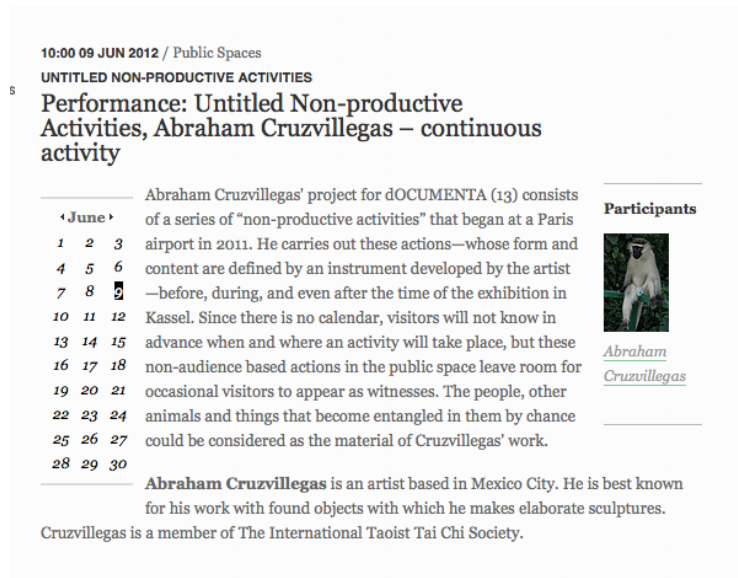 10:00 09 JUN 2012 / Public Spaces
UNTITLED NON-PRODUCTIVE ACTIVITIES
s
Performance: Untitled Non-productive
Activities, Abraham Cruzvillegas – continuous
activity
June
1 2 3
4 5 6
7 8 9
10 11 12
13 14 15
16 17 18
19 20 21
22 23 24
25 26 27
28 29 30
Abraham Cruzvillegas' project for dOCUMENTA (13) consists
of a series of “non-productive activities” that began at a Paris
airport in 2011. He carries out these actions—whose form and
content are defined by an instrument developed by the artist
—before, during, and even after the time of the exhibition in
Kassel. Since there is no calendar, visitors will not know in
advance when and where an activity will take place, but these
non-audience based actions in the public space leave room for
occasional visitors to appear as witnesses. The people, other
animals and things that become entangled in them by chance
could be considered as the material of Cruzvillegas' work.
Abraham Cruzvillegas is an artist based in Mexico City. He is best known
for his work with found objects with which he makes elaborate sculptures.
Cruzvillegas is a member of The International Taoist Tai Chi Society.
Participants
Abraham
Cruzvillegas